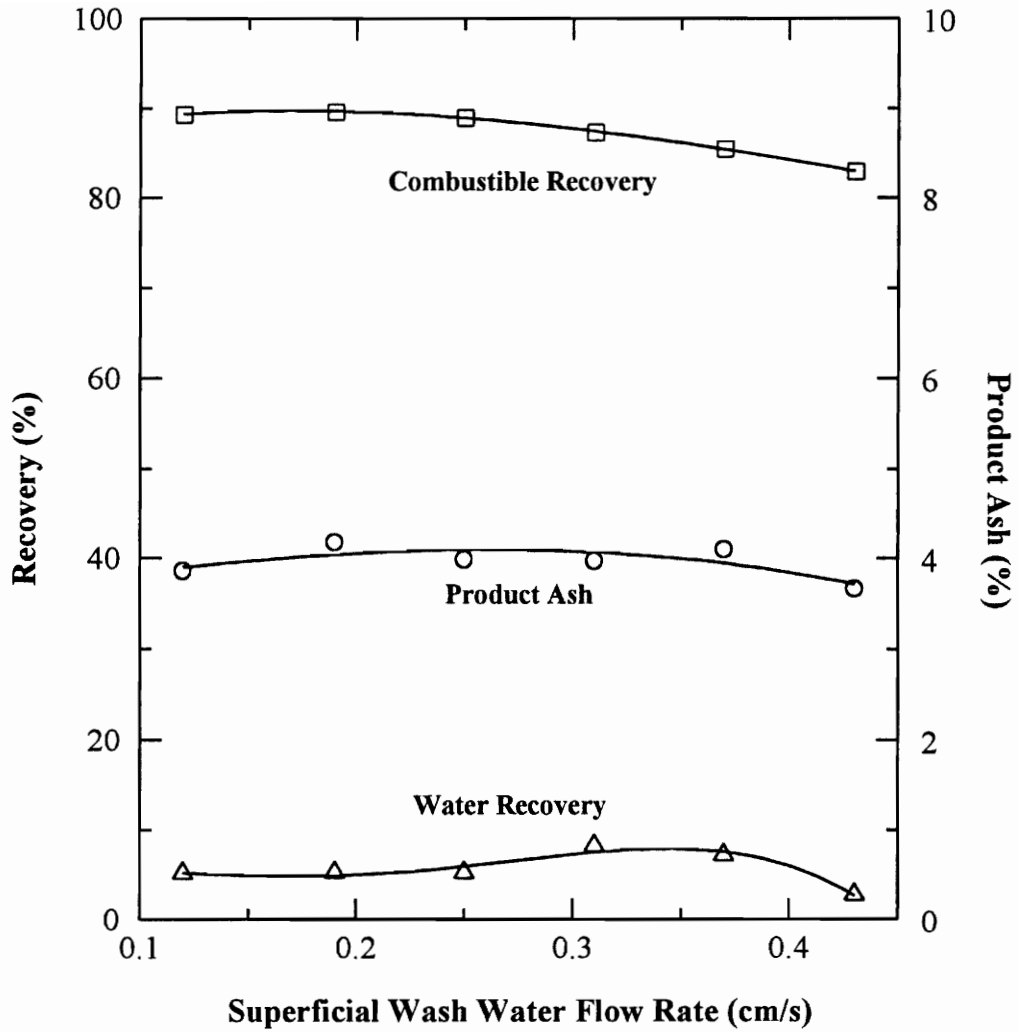 100
80
60
40
20
0
Recovery (%)
10
8
6
4
2
0
Product Ash (%)
Combustible Recovery
Product Ash
Water Recovery
0.1 0.2 0.3 0.4
Superficial Wash Water Flow Rate (cm/s)